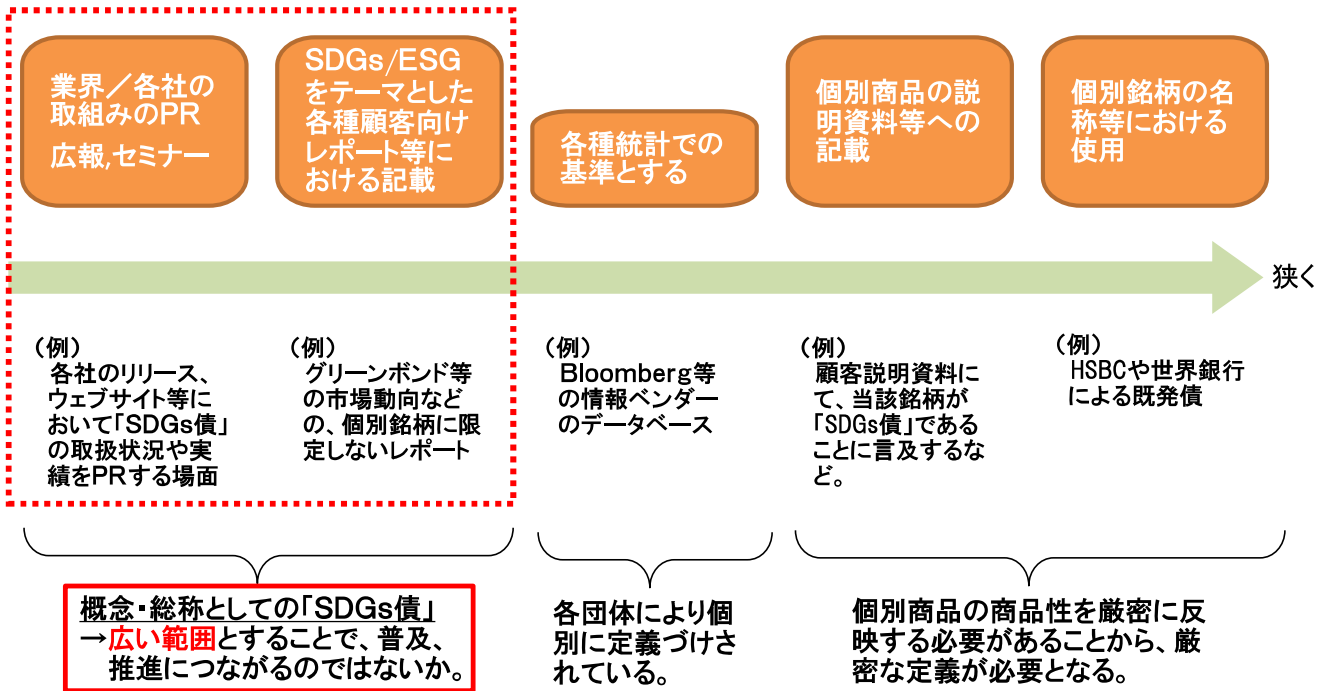 業界／各社の
取組みのPR
広報,セミナー
SDGs/ESG
をテーマとした
各種顧客向け
レポート等に
おける記載
各種統計での
基準とする
個別商品の説
明資料等への
記載
個別銘柄の名
称等における
使用
狭く
（例）
各社のリリース、
ウェブサイト等に
おいて「SDGs債」
の取扱状況や実
績をPRする場面
（例）
グリーンボンド等
の市場動向など
の、個別銘柄に限
定しないレポート
（例）
Bloomberg等
の情報ベンダー
のデータベース
（例）
顧客説明資料に
て、当該銘柄が
「SDGs債」である
ことに言及するな
ど。
（例）
HSBCや世界銀行
による既発債
概念・総称としての「SDGs債」
→広い範囲とすることで、普及、
推進につながるのではないか。
各団体により個
別に定義づけさ
れている。
個別商品の商品性を厳密に反
映する必要があることから、厳
密な定義が必要となる。